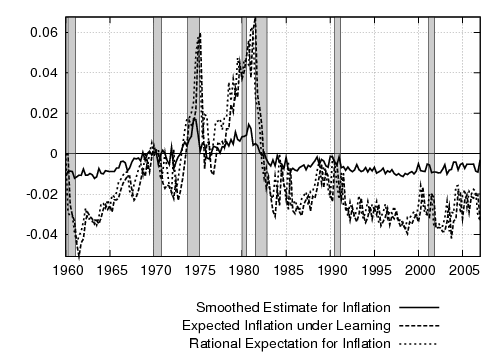 0.06
0.04
0.02
0
-0.02
-0.04
1960 1965 1970 1975 1980 1985 1990 1995 2000 2005
Smoothed Estimate for Inflation
Expected Inflation under Learning
Rational Expectation for Inflation